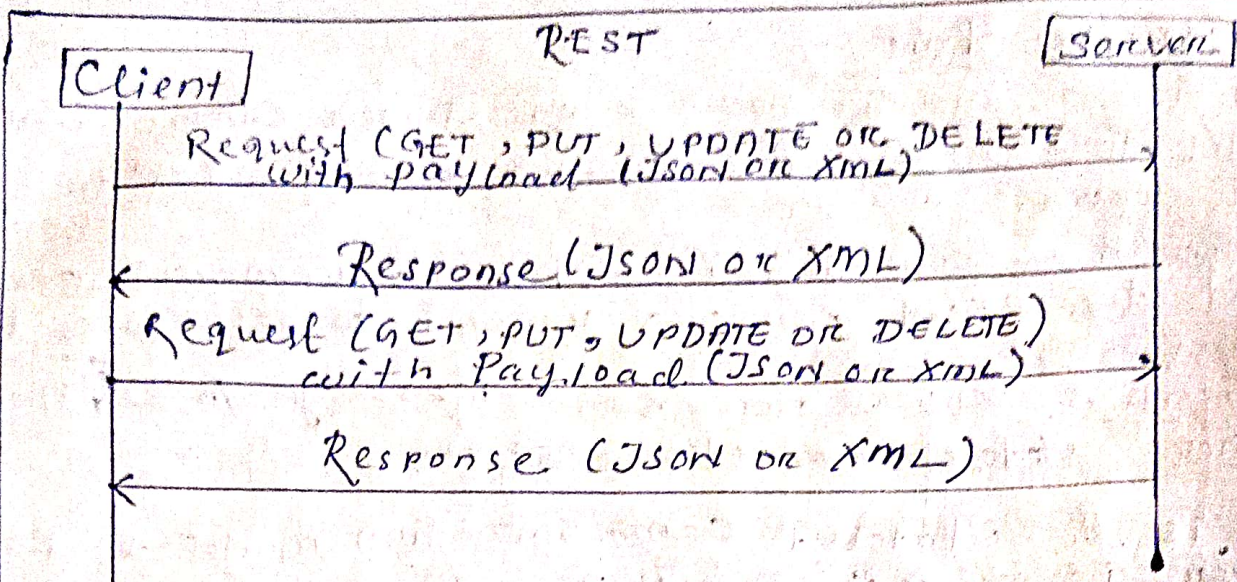 REST
Client
Server
Request (GET, PUT, UPDATE OR DELETE
with payload (Json or XML)
Response (Json or XML)
Request (GET, PUT, UPDATE OR DELETE)
with Payload (Json or XML)
Response (Json or XML)